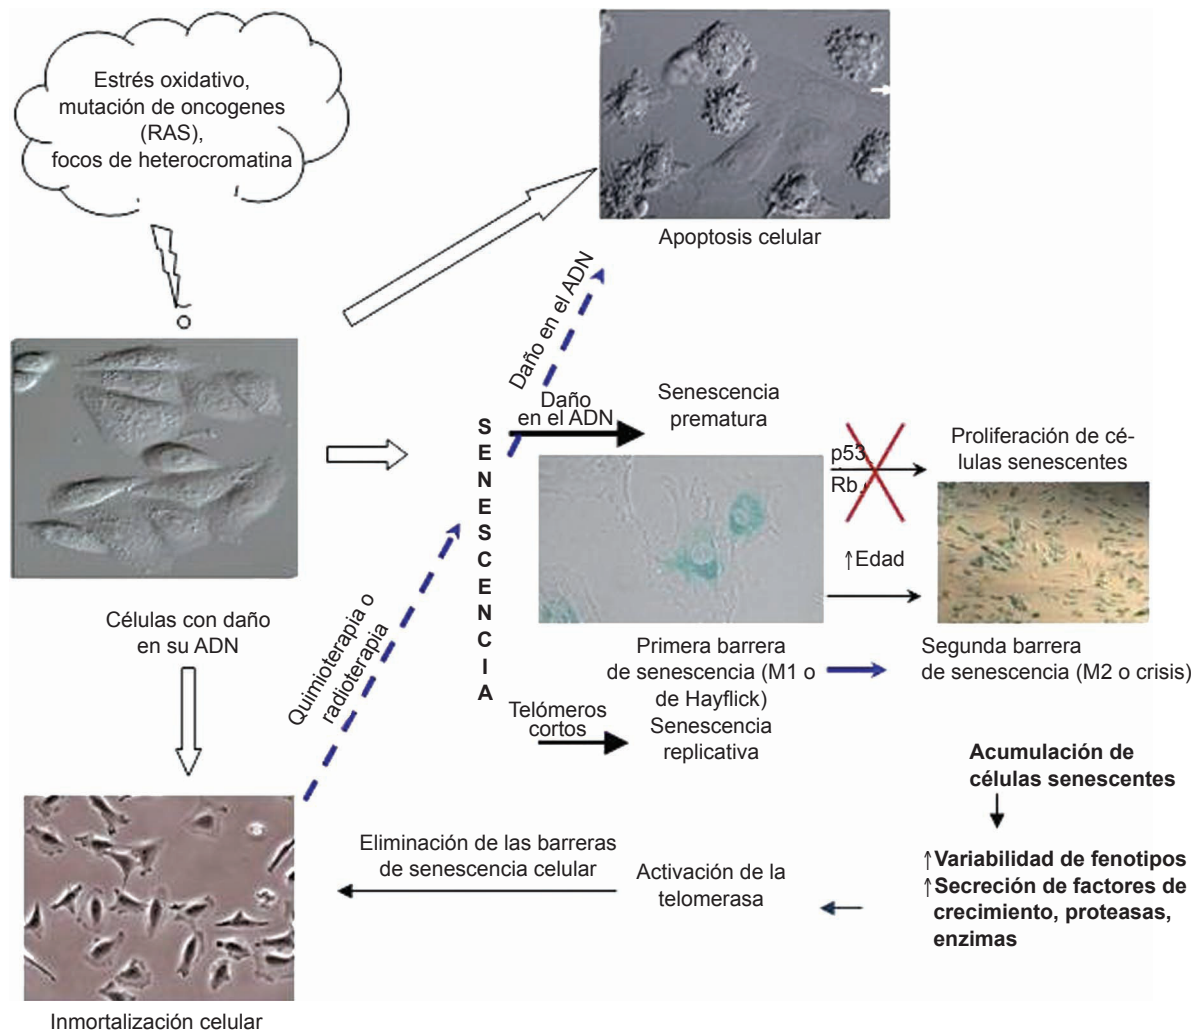 Estrés oxidativo,
mutación de oncogenes
(RAS),
focos de heterocromatina
Apoptosis celular
Daño en el ADN
Daño
en el ADN
Senescencia
prematura
SENESCENCIA
p53
Rb
↑Edad
Proliferación de cé-
lulas senescentes
Células con daño
en su ADN
Quimioterapia o
radioterapia
Primera barrera
de senescencia (M1 o
de Hayflick)
Senescencia
replicativa
Segunda barrera
de senescencia (M2 o crisis)
Telómeros
cortos
Acumulación de
células senescentes
↑Variabilidad de fenotipos
↑Secreción de factores de
crecimiento, proteasas,
enzimas
Activación de la
telomerasa
Eliminación de las barreras
de senescencia celular
Inmortalización celular